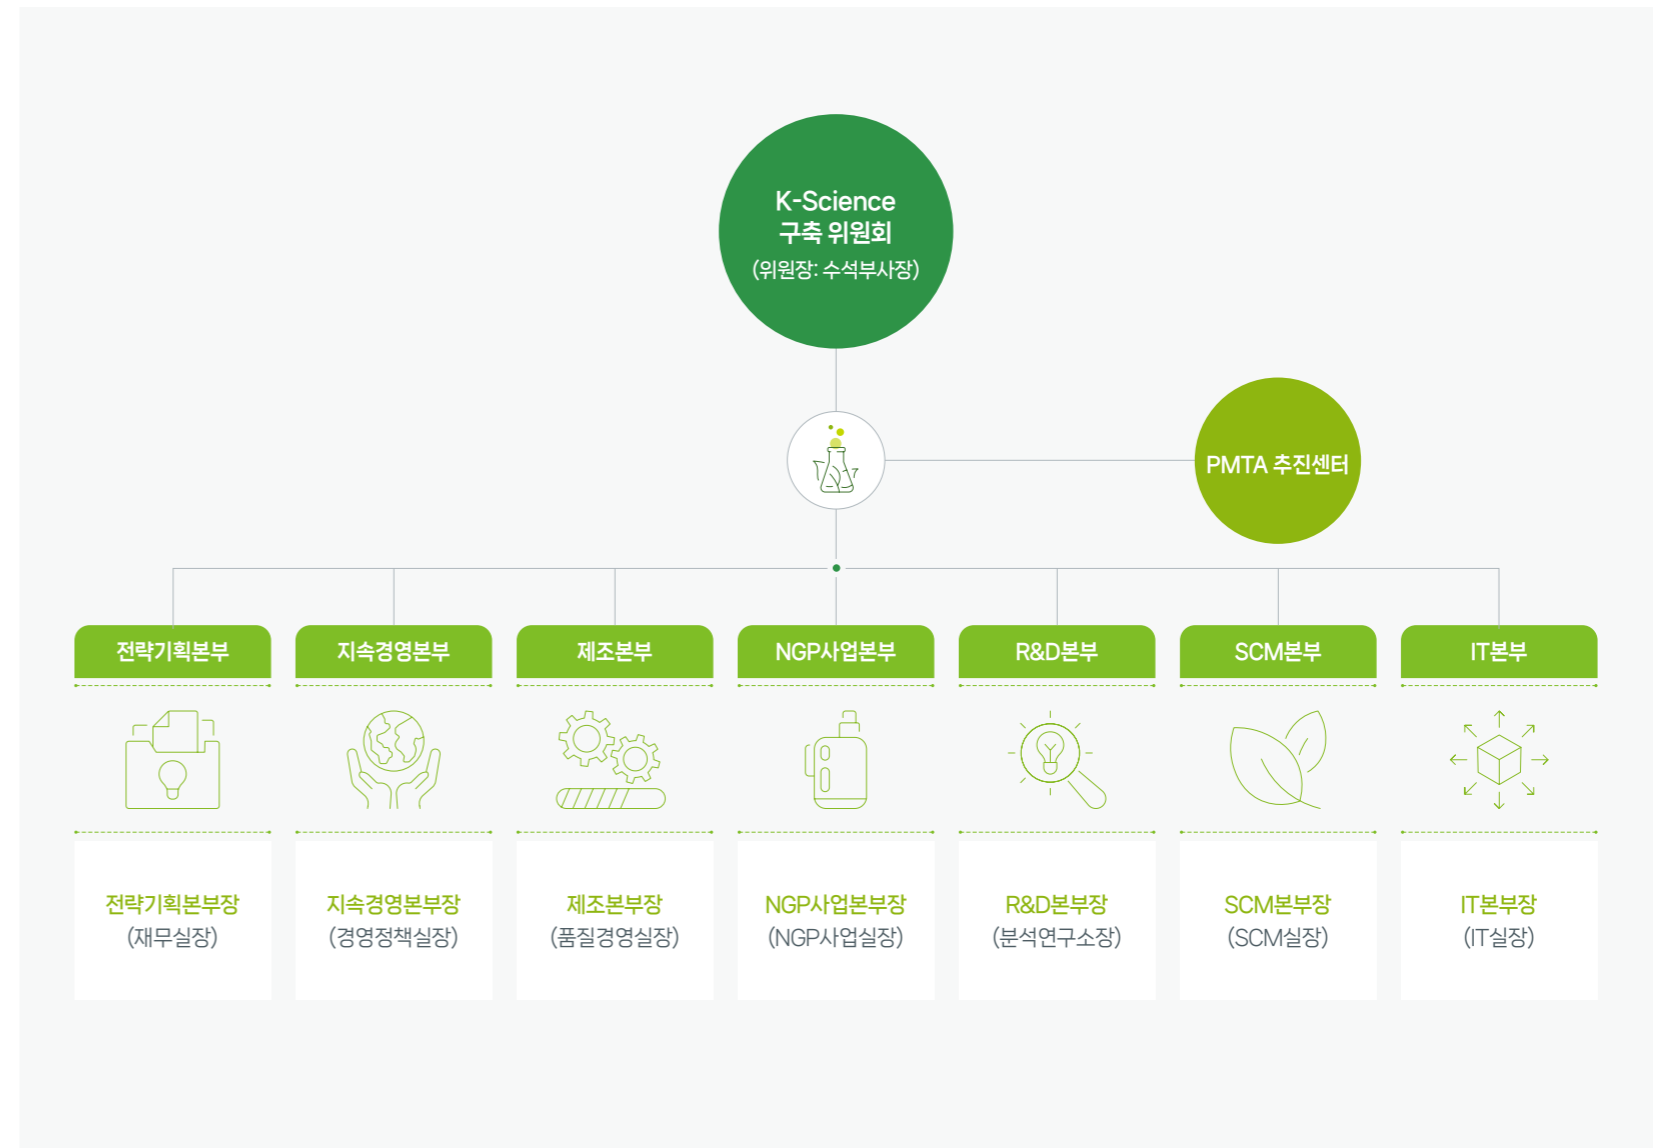 K-Science
구축 위원회
(위원장: 수석부사장)
PMTA 추진센터
전략기획본부
지속경영본부
제조본부
NGP사업본부
R&D본부
SCM본부
IT본부
전략기획본부장
(재무실장)
지속경영본부장
(경영정책실장)
제조본부장
(품질경영실장)
NGP사업본부장
(NGP사업실장)
R&D본부장
(분석연구소장)
SCM본부장
(SCM실장)
IT본부장
(IT실장)